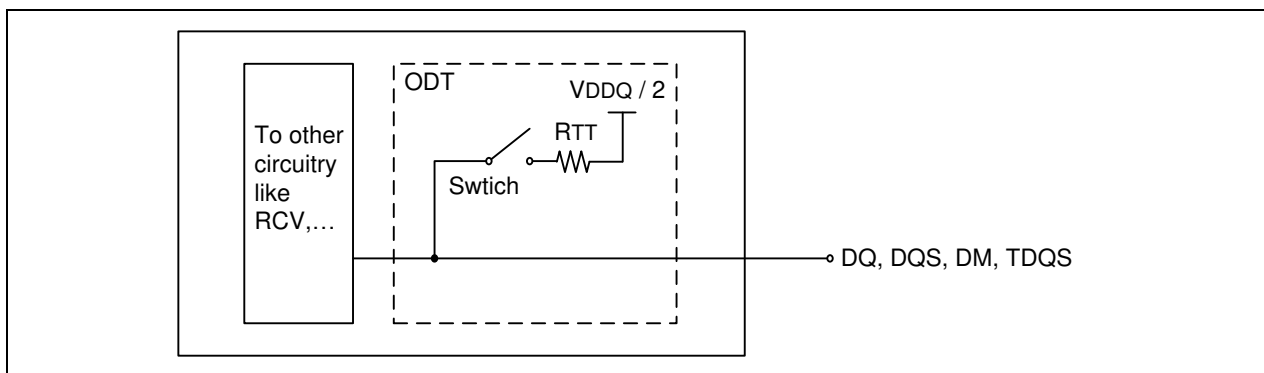 ODT
VDDQ / 2
RTT
Swtich
To other
circuitry
like
RCV,...
DQ, DQS, DM, TDQS